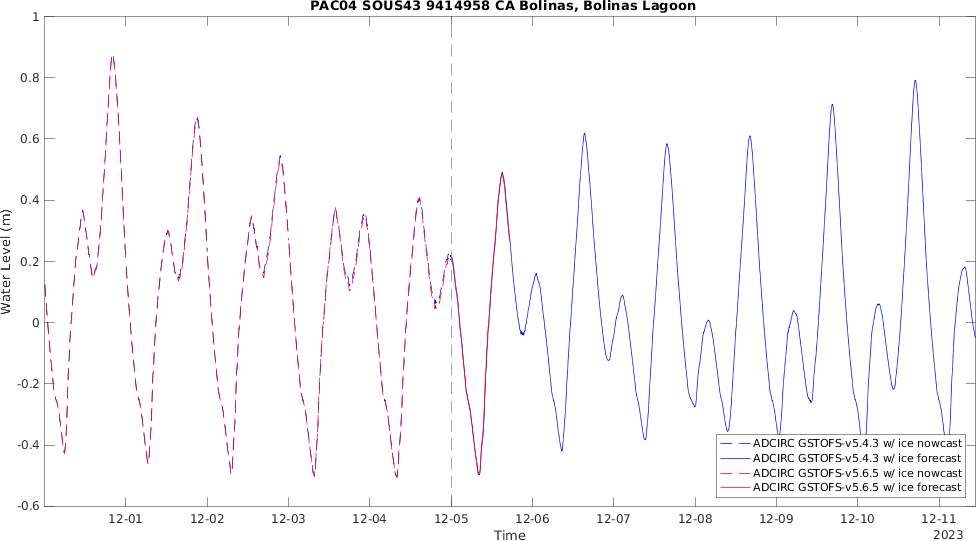 PAC04 SOUS43 9414958 CA Bolinas, Bolinas Lagoon
Water Level (m)
1
0.8
0.6
0.4
0.2
0
-0.2
-0.4
-0.6
ADCIRC GSTOFS-v5.4.3 w/ ice nowcast
ADCIRC GSTOFS-v5.4.3 w/ ice forecast
ADCIRC GSTOFS-v5.6.5 w/ ice nowcast
ADCIRC GSTOFS-v5.6.5 w/ ice forecast
12-01 12-02 12-03 12-04 12-05 12-06 12-07 12-08 12-09 12-10 12-11
Time
2023